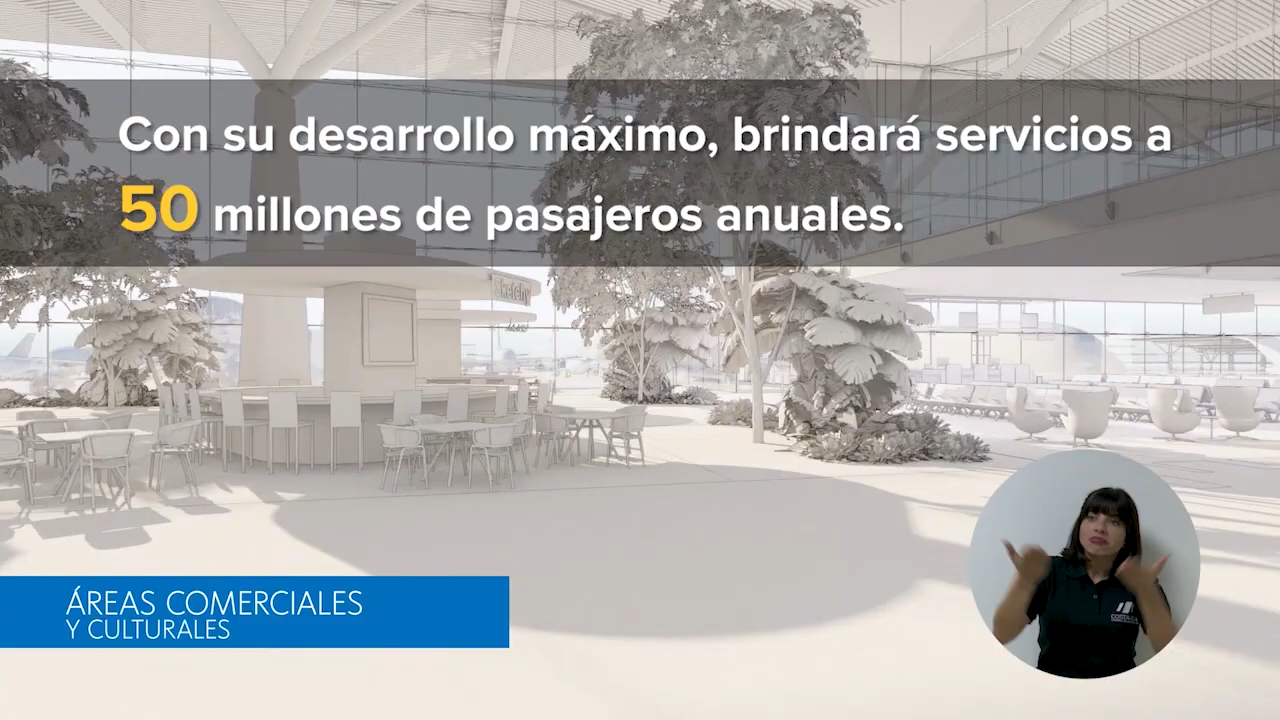 Con su desarrollo máximo, brindará servicios a
50 millones de pasajeros anuales.
ÁREAS COMERCIALES
Y CULTURALES